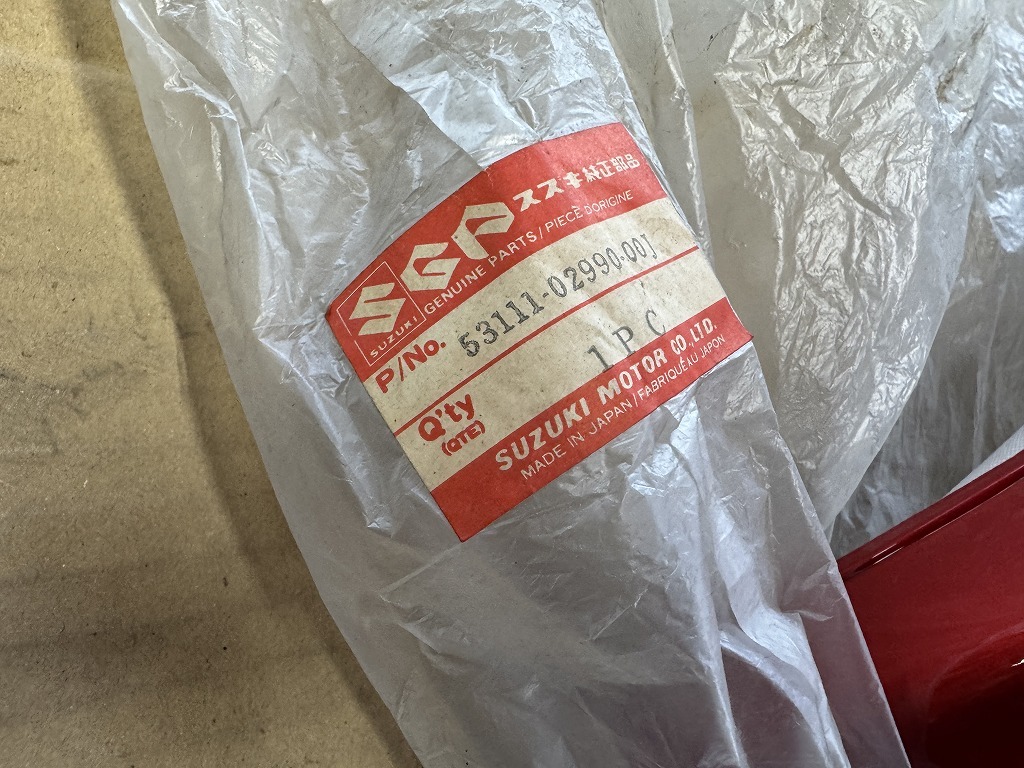 SGP スズキ純正部品
SUZUKI GENUINE PARTS/PIECE D'ORIGINE
P/No. 53111-02990-00J
Q'ty 1PC
(QTE)
SUZUKI MOTOR CO.,LTD.
MADE IN JAPAN/FABRIQUÉ AU JAPON